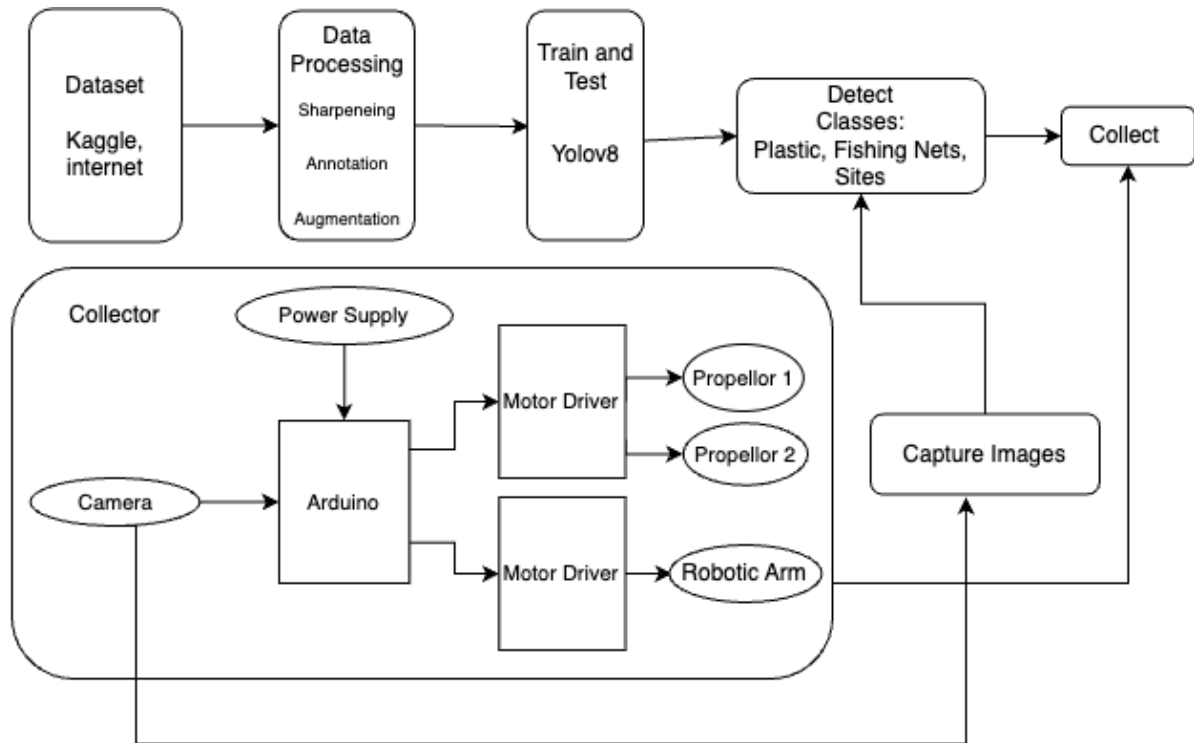 Dataset
Kaggle,
internet
Data
Processing
Sharpeneing
Annotation
Augmentation
Train and
Test
Yolov8
Detect
Classes:
Plastic, Fishing Nets,
Sites
Collect
Collector
Power Supply
Motor Driver
Propellor 1
Propellor 2
Camera
Arduino
Motor Driver
Robotic Arm
Capture Images